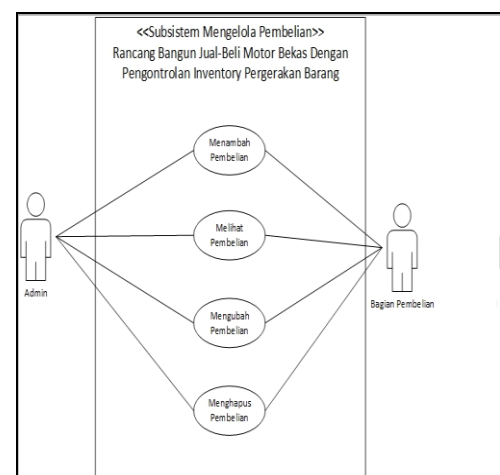 <<Subsistem Mengelola Pembelian>>
Rancang Bangun Jual-Beli Motor Bekas Dengan
Pengontrolan Inventory Pergerakan Barang
Menambah
Pembelian
Melihat
Pembelian
Admin
Bagian Pembelian
Mengubah
Pembelian
Menghapus
Pembelian